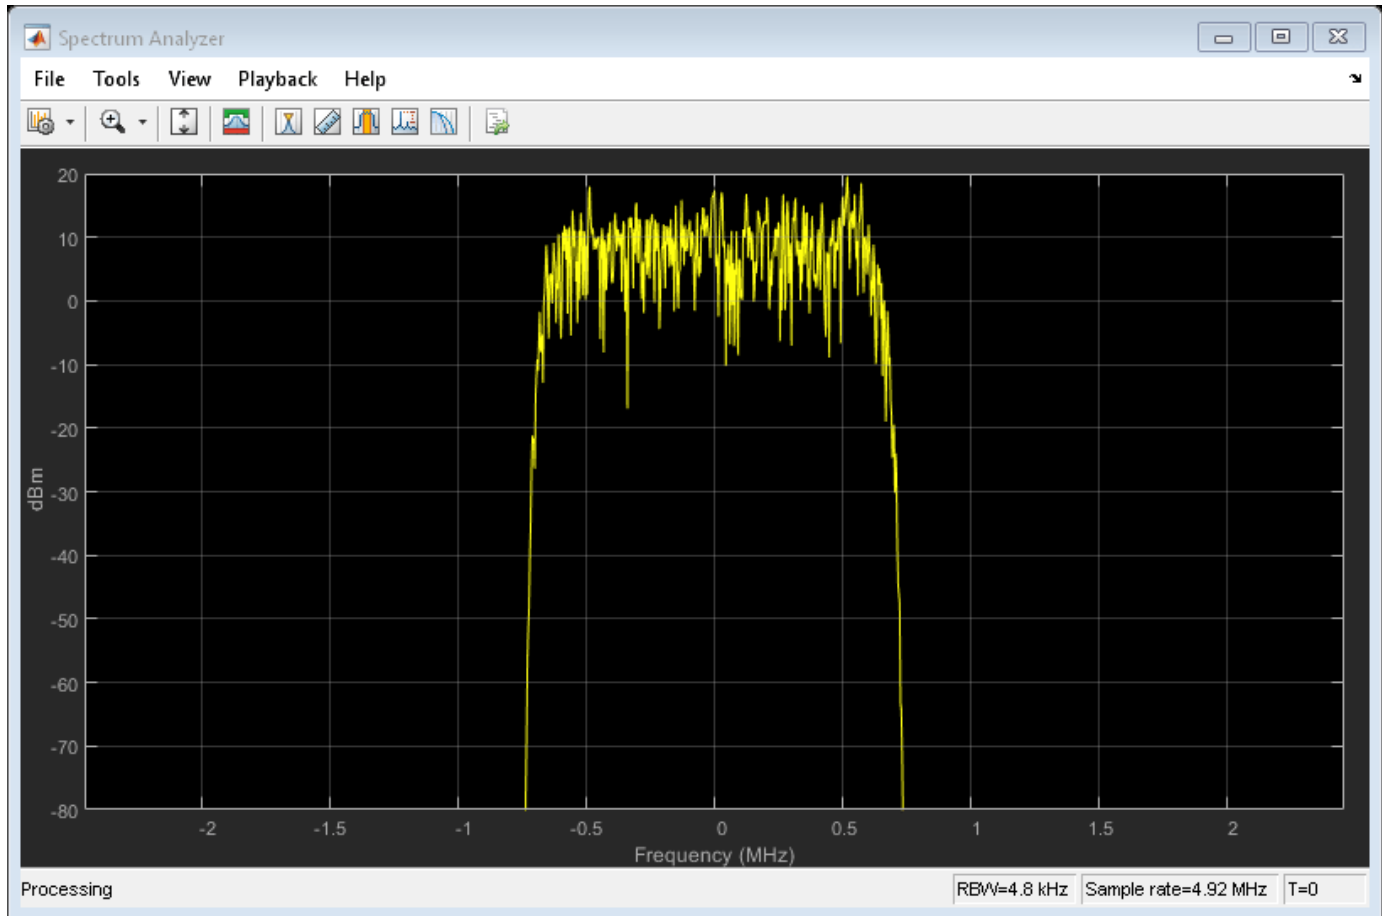 Spectrum Analyzer
File Tools View Playback Help
20
10
0
-10
-20
-30
-40
-50
-60
-70
-80
dBm
-2 -1.5 -1 -0.5 0 0.5 1 1.5 2
Frequency (MHz)
Processing RBW=4.8 kHz Sample rate=4.92 MHz T=0